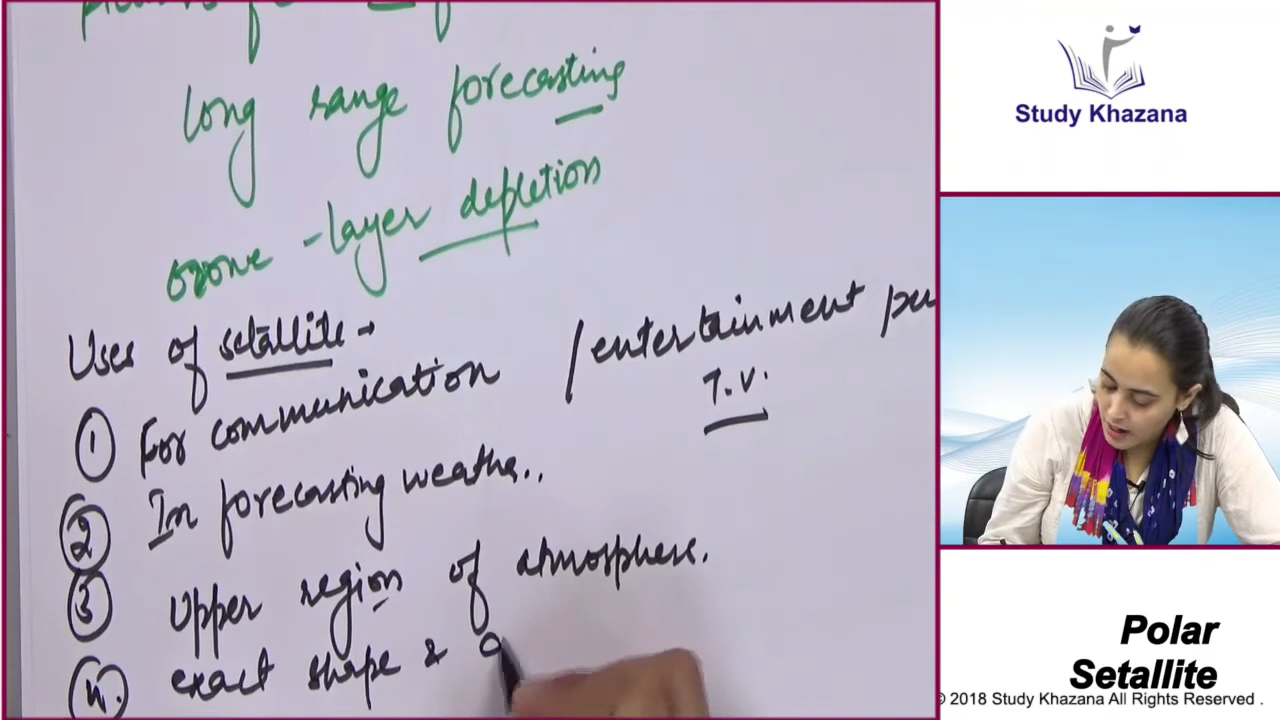 long range forecasting
ozone - layer depletion
Uses of setallite →
/entertainment
T.V.
① For communication
② In forecasting weather..
③ Upper region of atmosphere.
④. exact shape &
Study Khazana
Polar
Setallite
© 2018 Study Khazana All Rights Reserved .